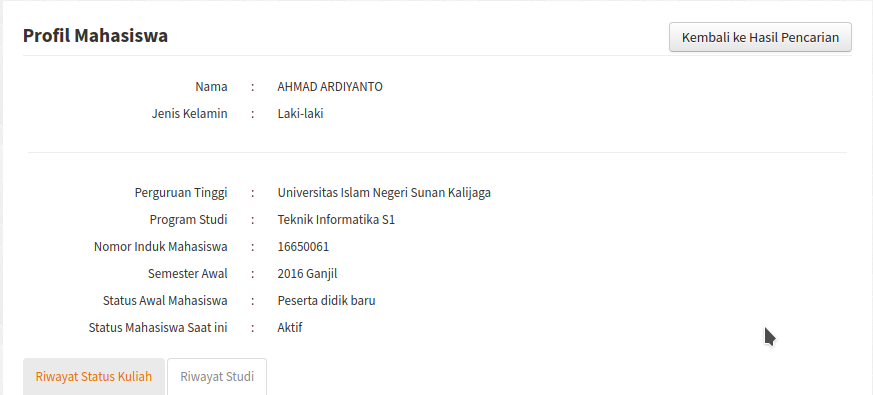 Profil Mahasiswa
Kembali ke Hasil Pencarian
Nama : AHMAD ARDIYANTO
Jenis Kelamin : Laki-laki
Perguruan Tinggi : Universitas Islam Negeri Sunan Kalijaga
Program Studi : Teknik Informatika S1
Nomor Induk Mahasiswa : 16650061
Semester Awal : 2016 Ganjil
Status Awal Mahasiswa : Peserta didik baru
Status Mahasiswa Saat ini : Aktif
Riwayat Status Kuliah
Riwayat Studi